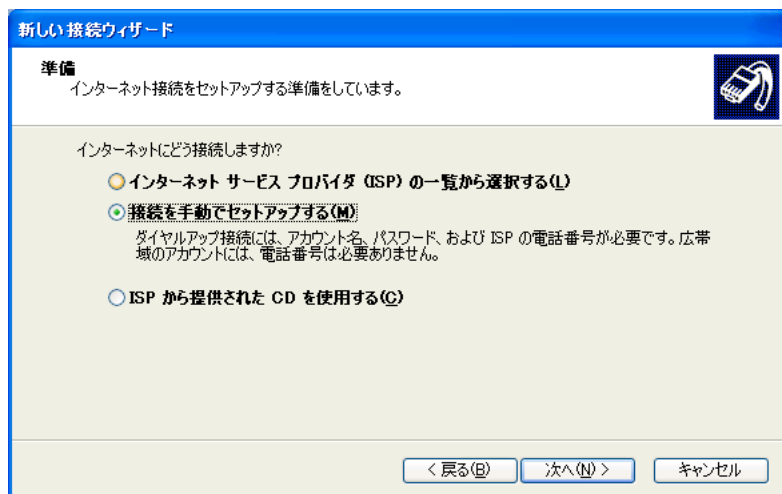 新しい接続ウィザード
準備
インターネット接続をセットアップする準備をしています。
インターネットにどう接続しますか?
インターネット サービス プロバイダ (ISP) の一覧から選択する(L)
接続を手動でセットアップする(M)
ダイヤルアップ接続には、アカウント名、パスワード、および ISP の電話番号が必要です。広帯
域のアカウントには、電話番号は必要ありません。
ISP から提供された CD を使用する(C)
< 戻る(B)
次へ(N) >
キャンセル